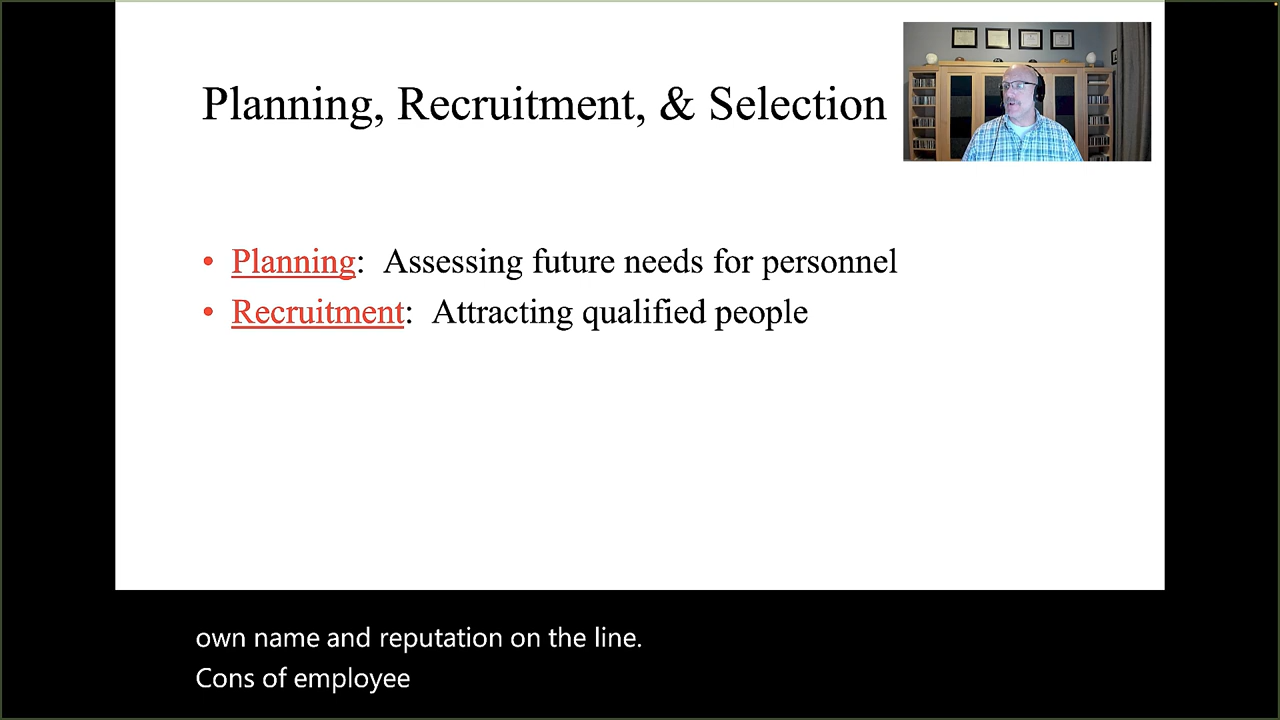 Planning, Recruitment, & Selection
• Planning: Assessing future needs for personnel
• Recruitment: Attracting qualified people
own name and reputation on the line.
Cons of employee